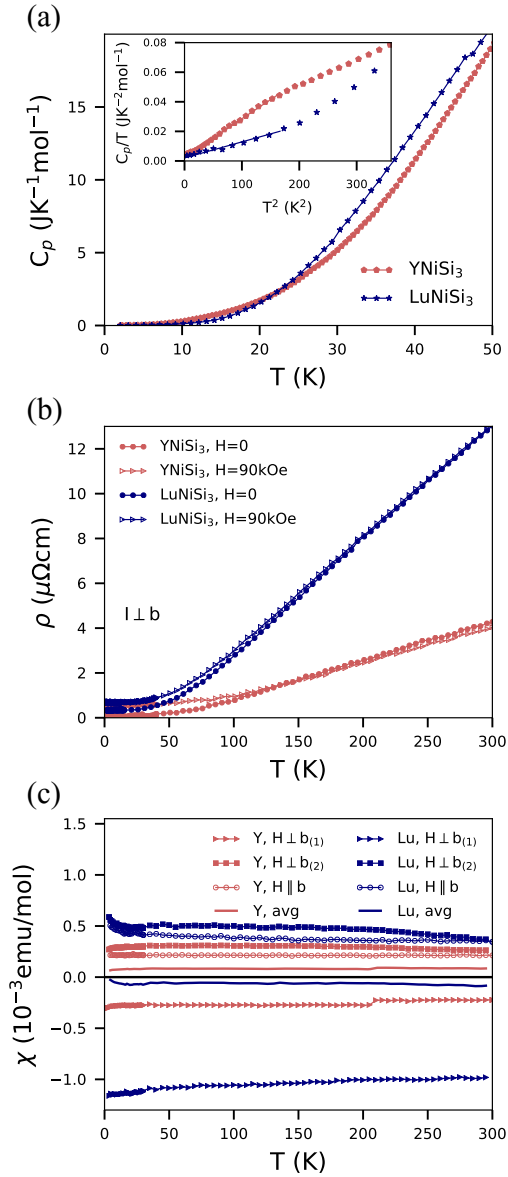 (a)
C_p (JK⁻¹mol⁻¹)
15
10
5
0
0 10 20 30 40 50
T (K)
C_p/T (JK⁻²mol⁻¹)
0.08
0.06
0.04
0.02
0.00
0 100 200 300
T² (K²)
YNiSi₃
LuNiSi₃
(b)
ρ (μΩcm)
12
10
8
6
4
2
0
0 50 100 150 200 250 300
T (K)
YNiSi₃, H=0
YNiSi₃, H=90kOe
LuNiSi₃, H=0
LuNiSi₃, H=90kOe
I⊥b
(c)
χ (10⁻³emu/mol)
1.5
1.0
0.5
0.0
−0.5
−1.0
0 50 100 150 200 250 300
T (K)
Y, H⊥b₍₁₎
Y, H⊥b₍₂₎
Y, H∥b
Y, avg
Lu, H⊥b₍₁₎
Lu, H⊥b₍₂₎
Lu, H∥b
Lu, avg